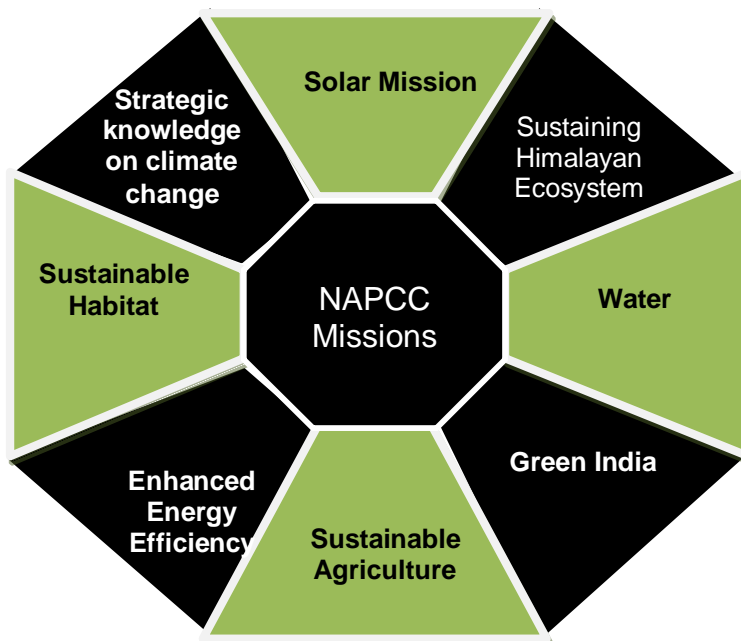 Solar Mission
Strategic
knowledge
on climate
change
Sustaining
Himalayan
Ecosystem
Sustainable
Habitat
NAPCC
Missions
Water
Enhanced
Energy
Efficiency
Sustainable
Agriculture
Green India